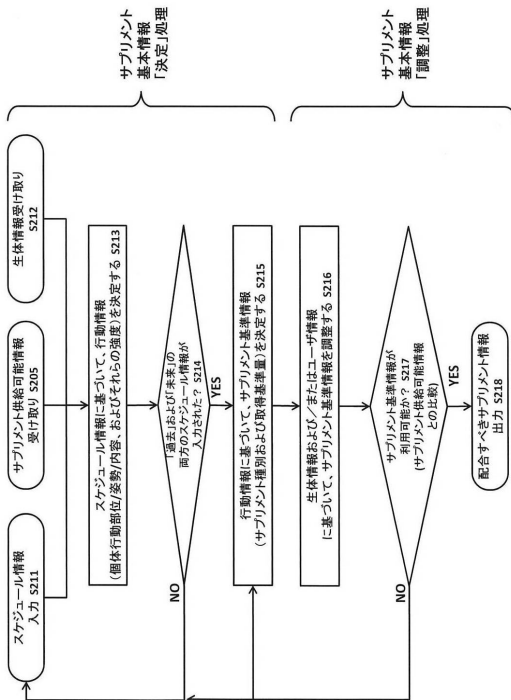 スケジュール情報
入力 S211
サプリメント供給可能情報
受け取り S205
生体情報受け取り
S212
スケジュール情報に基づいて、行動情報
(個体行動部位/姿勢/内容、およびそれらの強度)を決定する S213
「過去」および「未来」の
両方のスケジュール情報が
入力された? S214
NO
YES
行動情報に基づいて、サプリメント基準情報
(サプリメント種別および取得基準量)を決定する S215
サプリメント
基本情報
「決定」処理
生体情報および/またはユーザ情報
に基づいて、サプリメント基準情報を調整する S216
サプリメント基準情報が
利用可能か? S217
(サプリメント供給可能情報
との比較)
NO
YES
配合すべきサプリメント情報
出力 S218
サプリメント
基本情報
「調整」処理